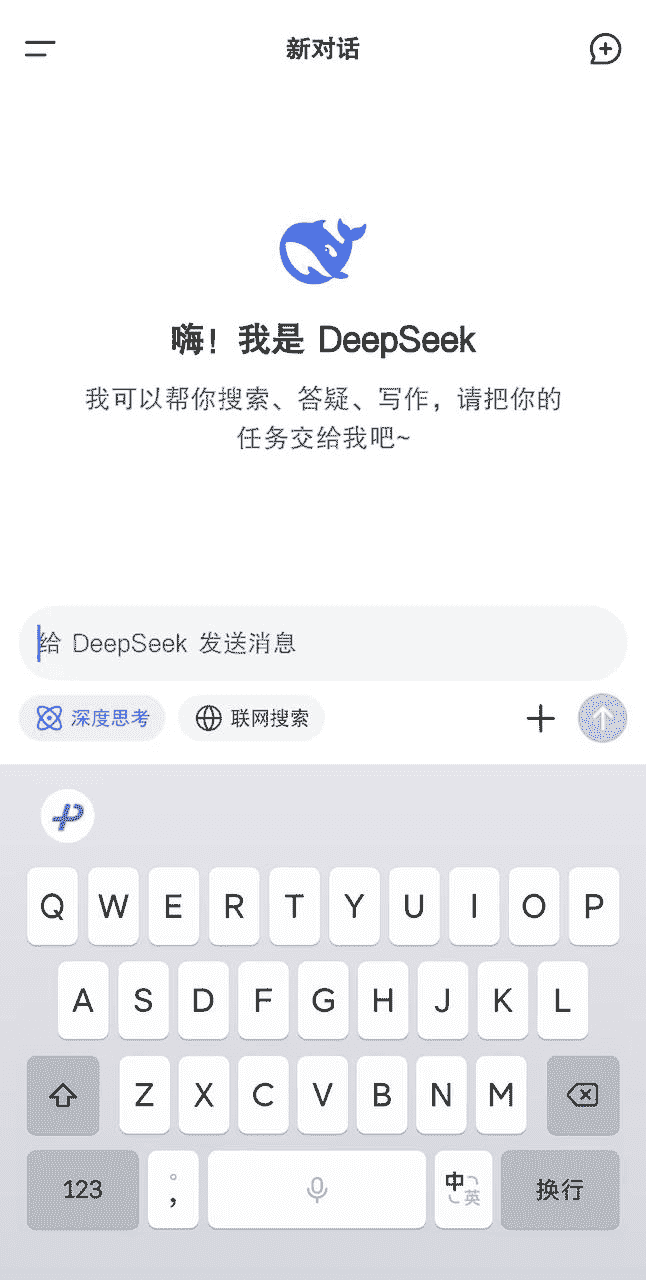 新对话
嗨！我是 DeepSeek
我可以帮你搜索、答疑、写作，请把你的
任务交给我吧~
给 DeepSeek 发送消息
深度思考 联网搜索
Q W E R T Y U I O P
A S D F G H J K L
Z X C V B N M
123 。 ， 中 英 换行